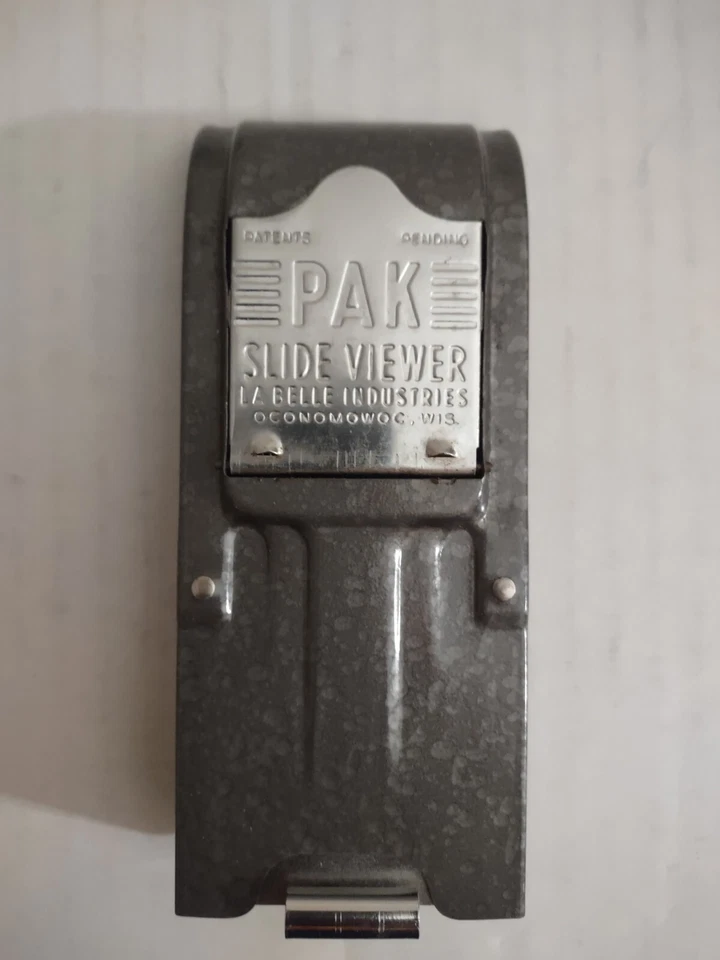 PATENTS PENDING
PAK
SLIDE VIEWER
LA BELLE INDUSTRIES
OCONOMOWOC, WIS.